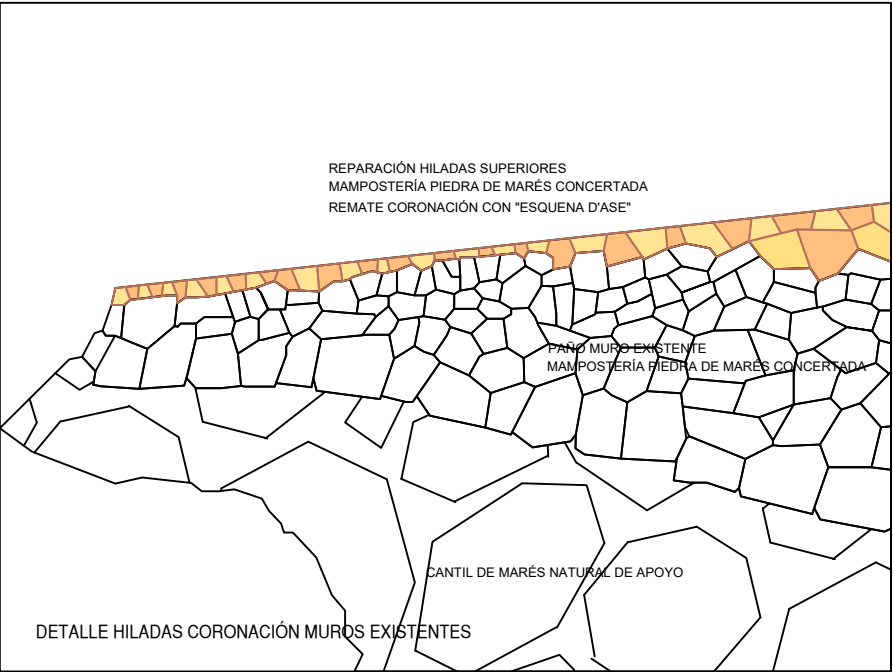 REPARACIÓN HILADAS SUPERIORES
MAMPOSTERÍA PIEDRA DE MARÉS CONCERTADA
REMATE CORONACIÓN CON "ESQUENA D'ASE"
PAÑO MURO EXISTENTE
MAMPOSTERÍA PIEDRA DE MARÉS CONCERTADA
CANTIL DE MARÉS NATURAL DE APOYO
DETALLE HILADAS CORONACIÓN MUROS EXISTENTES